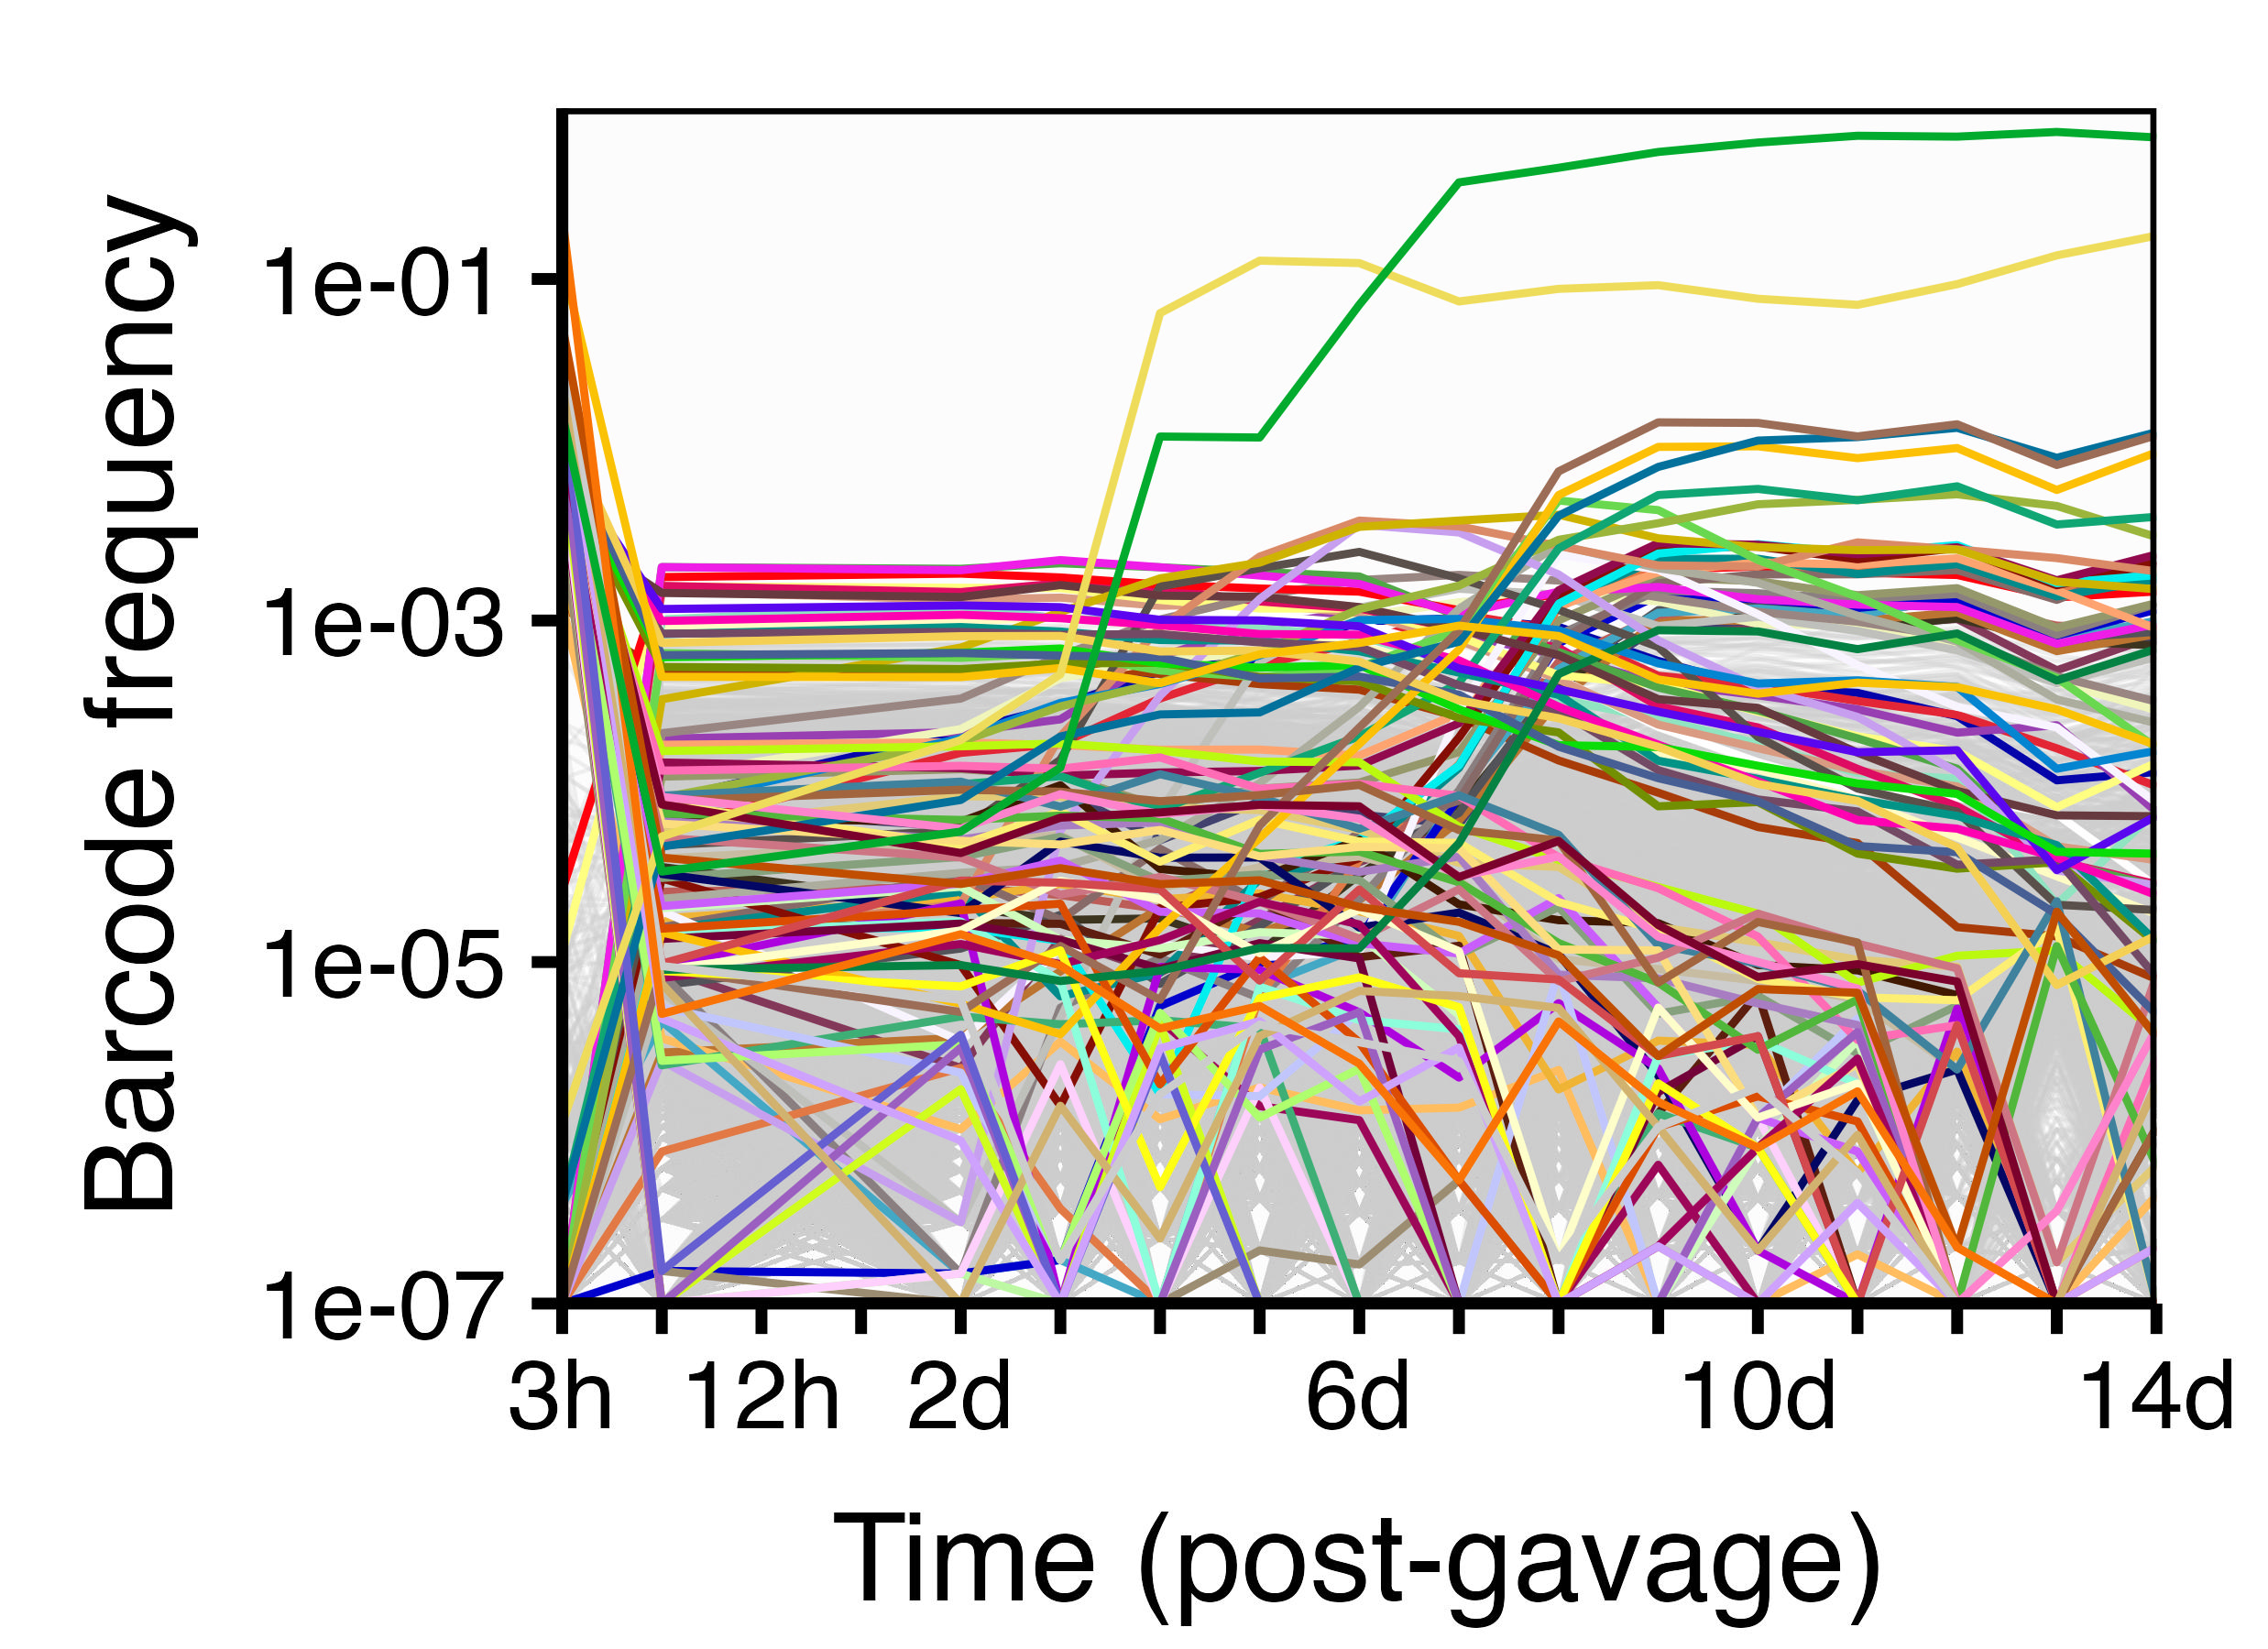 Barcode frequency
1e-01
1e-03
1e-05
1e-07
3h 12h 2d 6d 10d 14d
Time (post-gavage)